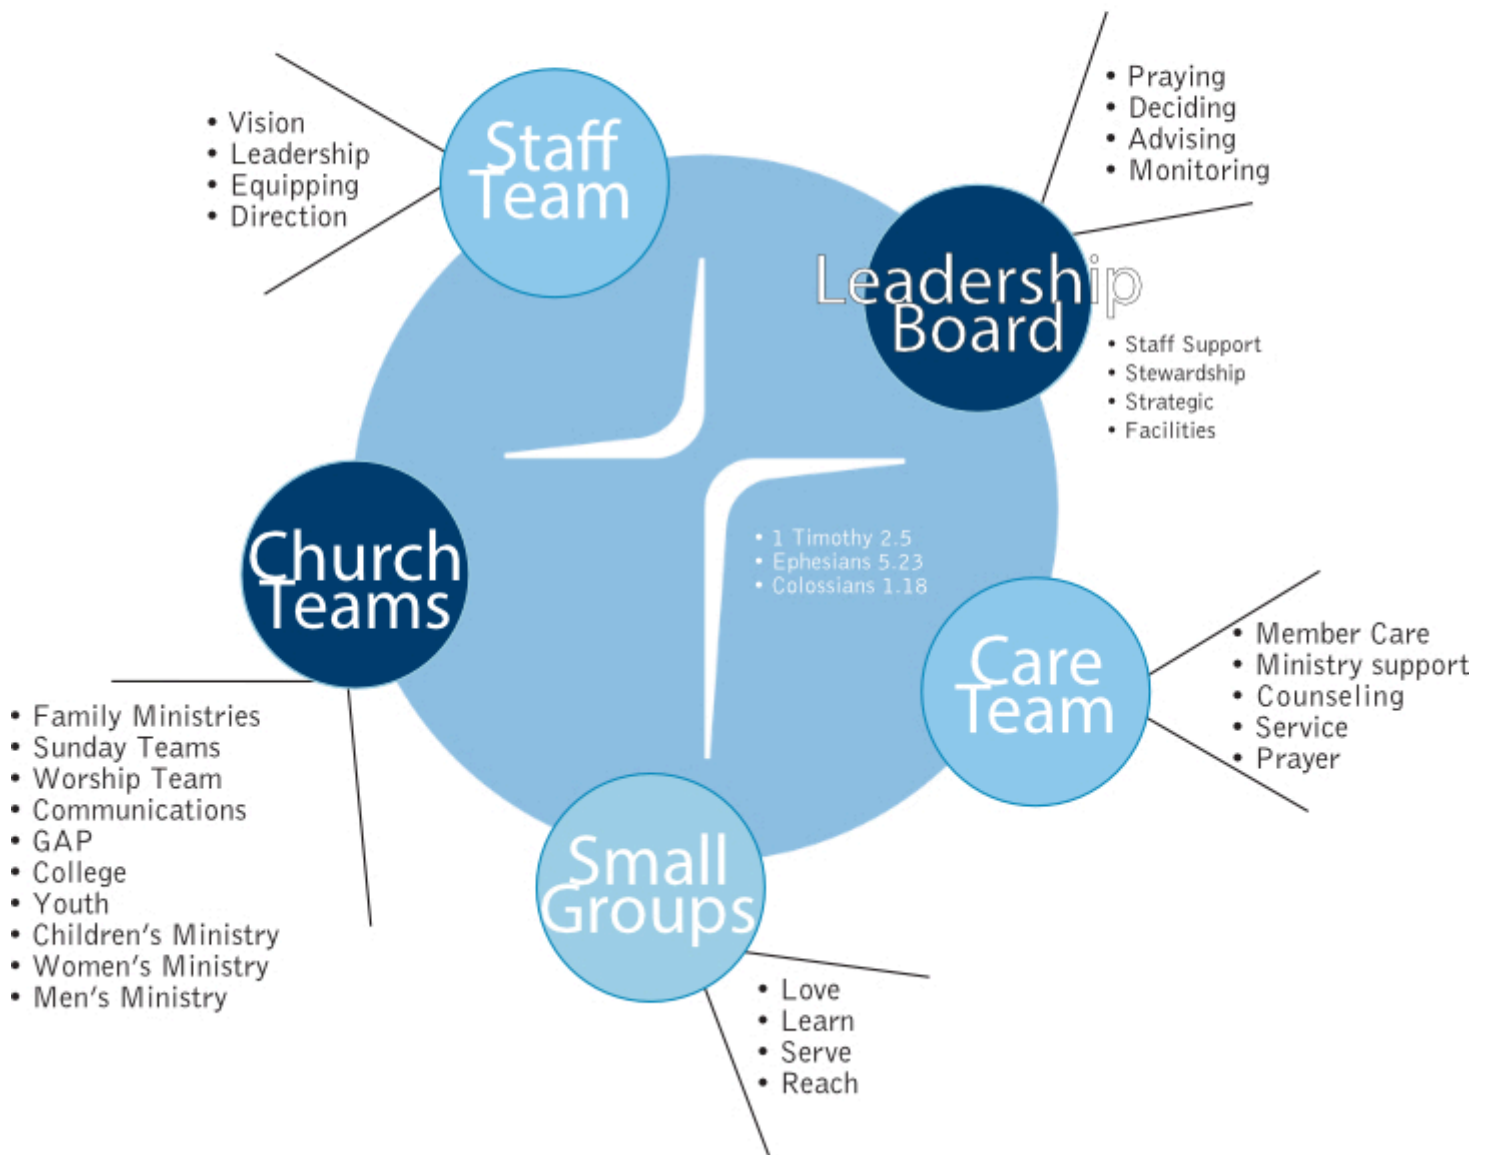 • Vision
• Leadership
• Equipping
• Direction
Staff
Team
• Praying
• Deciding
• Advising
• Monitoring
Leadership
Board
• Staff Support
• Stewardship
• Strategic
• Facilities
• 1 Timothy 2.5
• Ephesians 5.23
• Colossians 1.18
Church
Teams
• Family Ministries
• Sunday Teams
• Worship Team
• Communications
• GAP
• College
• Youth
• Children’s Ministry
• Women’s Ministry
• Men’s Ministry
Care
Team
• Member Care
• Ministry support
• Counseling
• Service
• Prayer
Small
Groups
• Love
• Learn
• Serve
• Reach